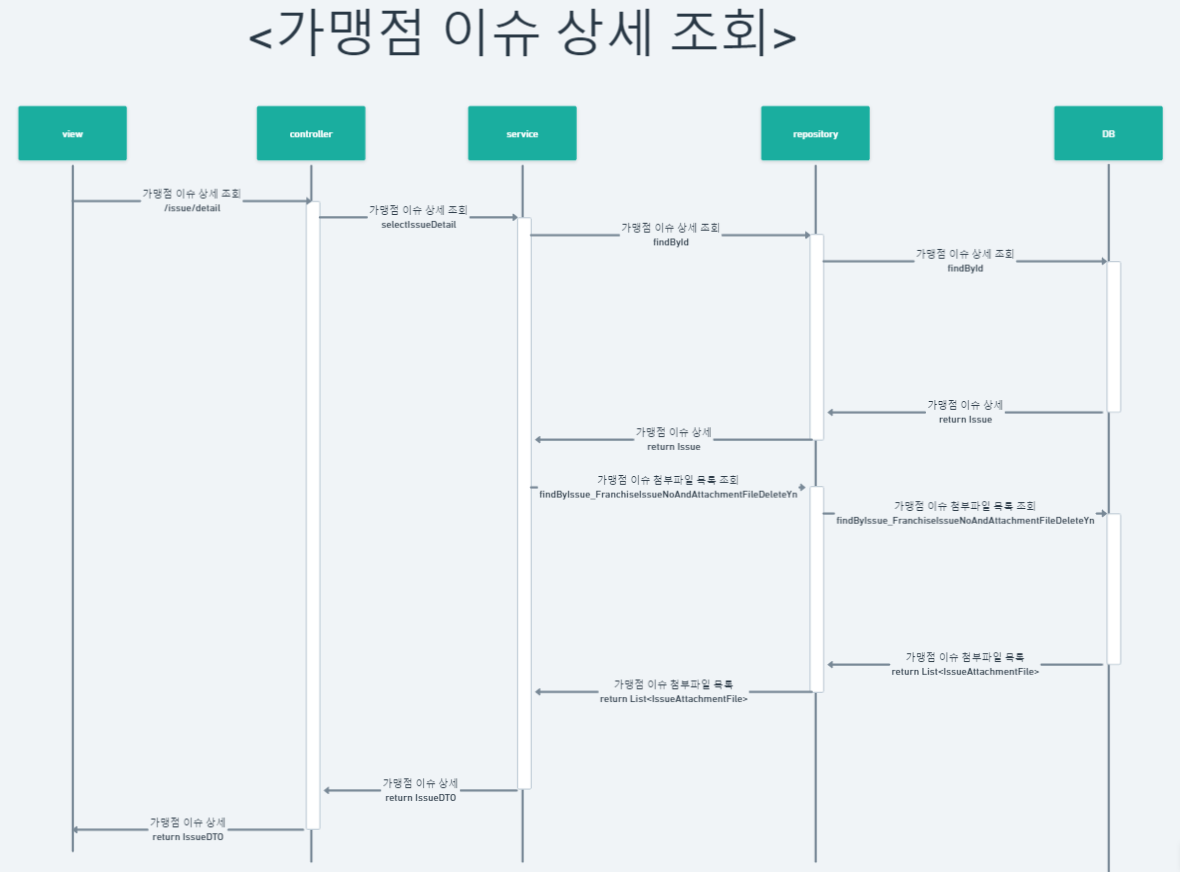 <가맹점 이슈 상세 조회>
view
controller
service
repository
DB
가맹점 이슈 상세 조회
/issue/detail
가맹점 이슈 상세 조회
selectIssueDetail
가맹점 이슈 상세 조회
findById
가맹점 이슈 상세 조회
findById
가맹점 이슈 상세
return Issue
가맹점 이슈 상세
return Issue
가맹점 이슈 첨부파일 목록 조회
findByIssue_FranchiseIssueNoAndAttachmentFileDeleteYn
가맹점 이슈 첨부파일 목록 조회
findByIssue_FranchiseIssueNoAndAttachmentFileDeleteYn
가맹점 이슈 첨부파일 목록
return List<IssueAttachmentFile>
가맹점 이슈 첨부파일 목록
return List<IssueAttachmentFile>
가맹점 이슈 상세
return IssueDTO
가맹점 이슈 상세
return IssueDTO